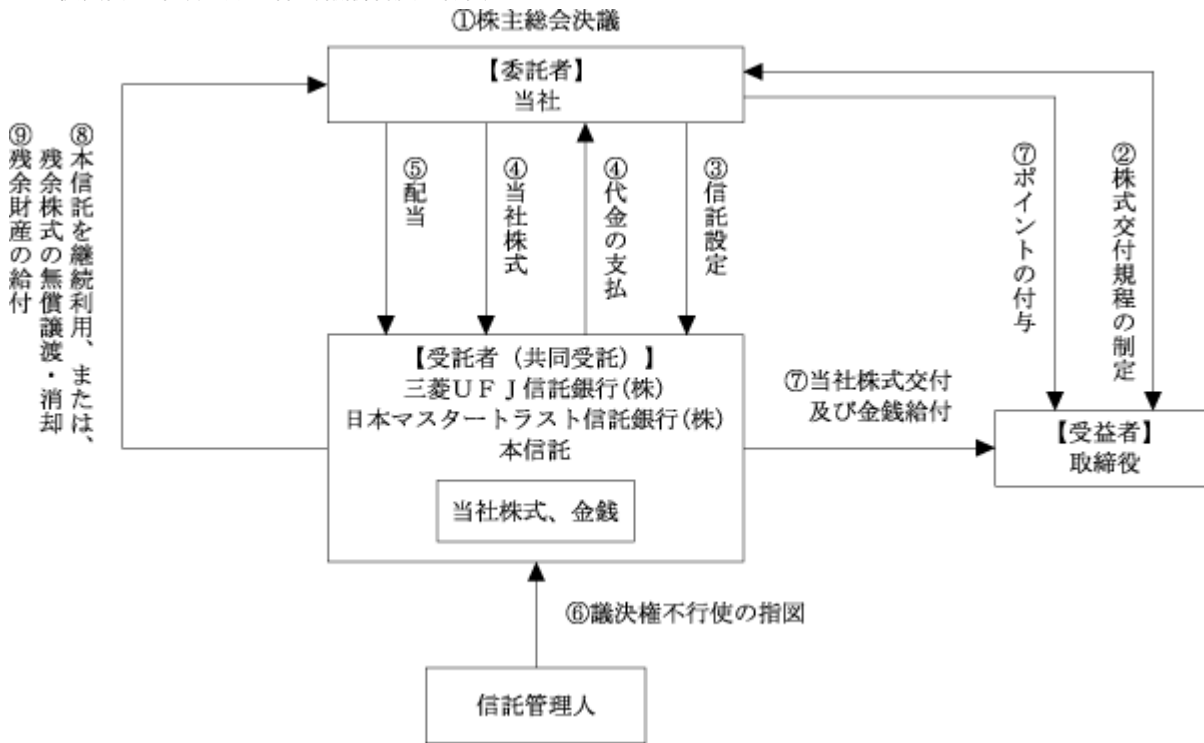 ①株主総会決議
【委託者】
当社
⑨残余財産の給付
⑧本信託を継続利用、または、
残余株式の無償譲渡・消却
⑤配当
④当社株式
④代金の支払
③信託設定
⑦ポイントの付与
②株式交付規程の制定
【受託者（共同受託）】
三菱ＵＦＪ信託銀行(株)
日本マスタートラスト信託銀行(株)
本信託
当社株式、金銭
⑦当社株式交付
及び金銭給付
【受益者】
取締役
⑥議決権不行使の指図
信託管理人